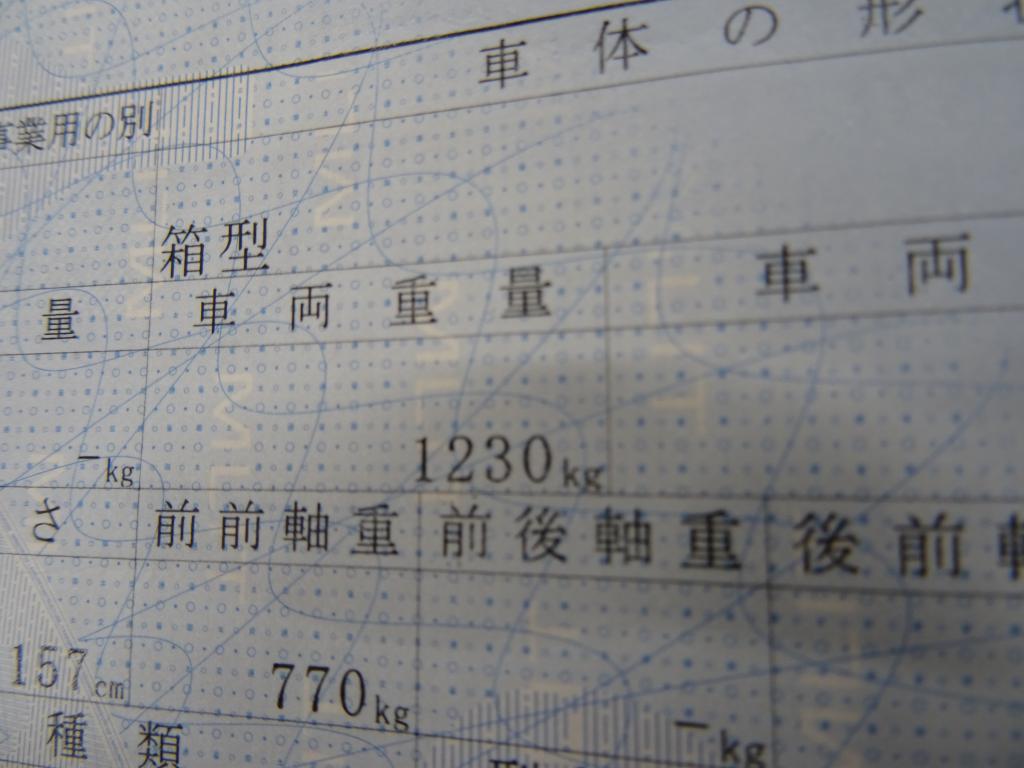 車体の形
事業用の別
箱型
量 車両重量 車両
-kg 1230kg
さ 前前軸重 前後軸重 後前
157cm 770kg -kg
種類